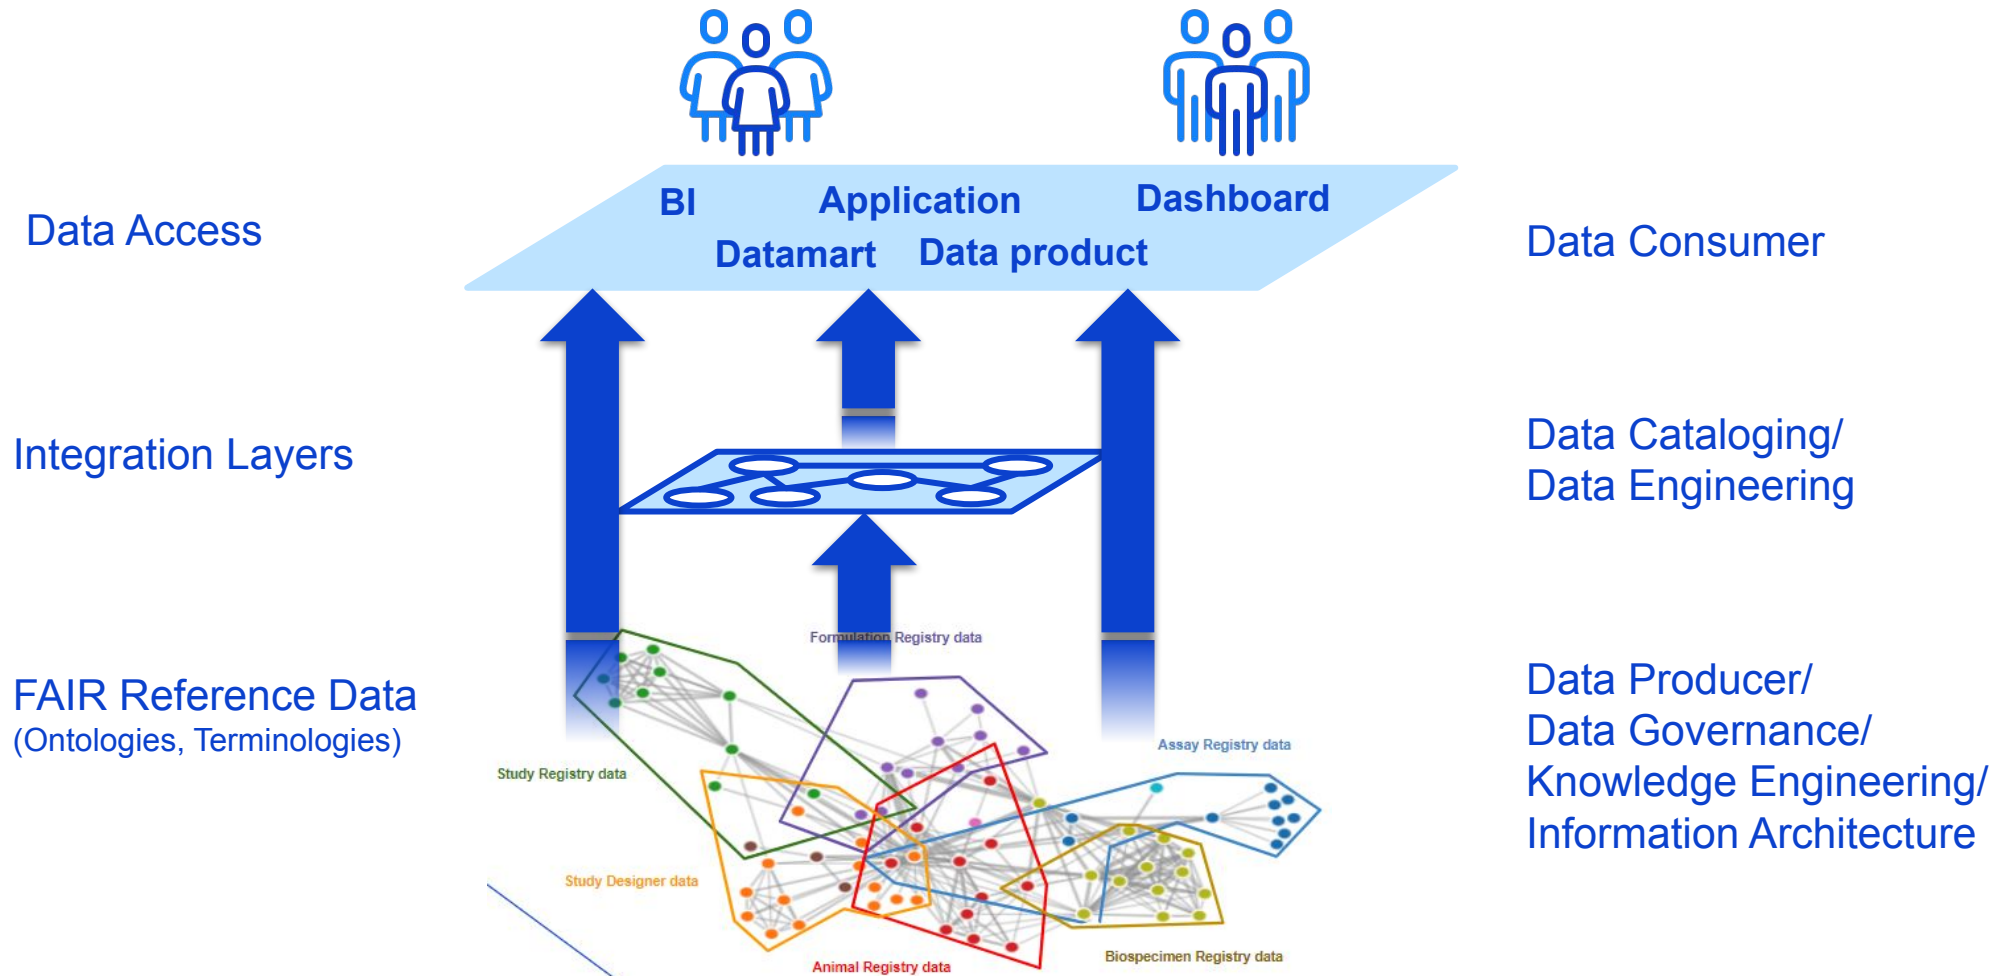 BI
Application
Dashboard
Data Access
Datamart
Data product
Data Consumer
Integration Layers
Data Cataloging/
Data Engineering
Formulation Registry data
FAIR Reference Data
(Ontologies, Terminologies)
Data Producer/
Data Governance/
Knowledge Engineering/
Information Architecture
Assay Registry data
Study Registry data
Study Designer data
Biospecimen Registry data
Animal Registry data